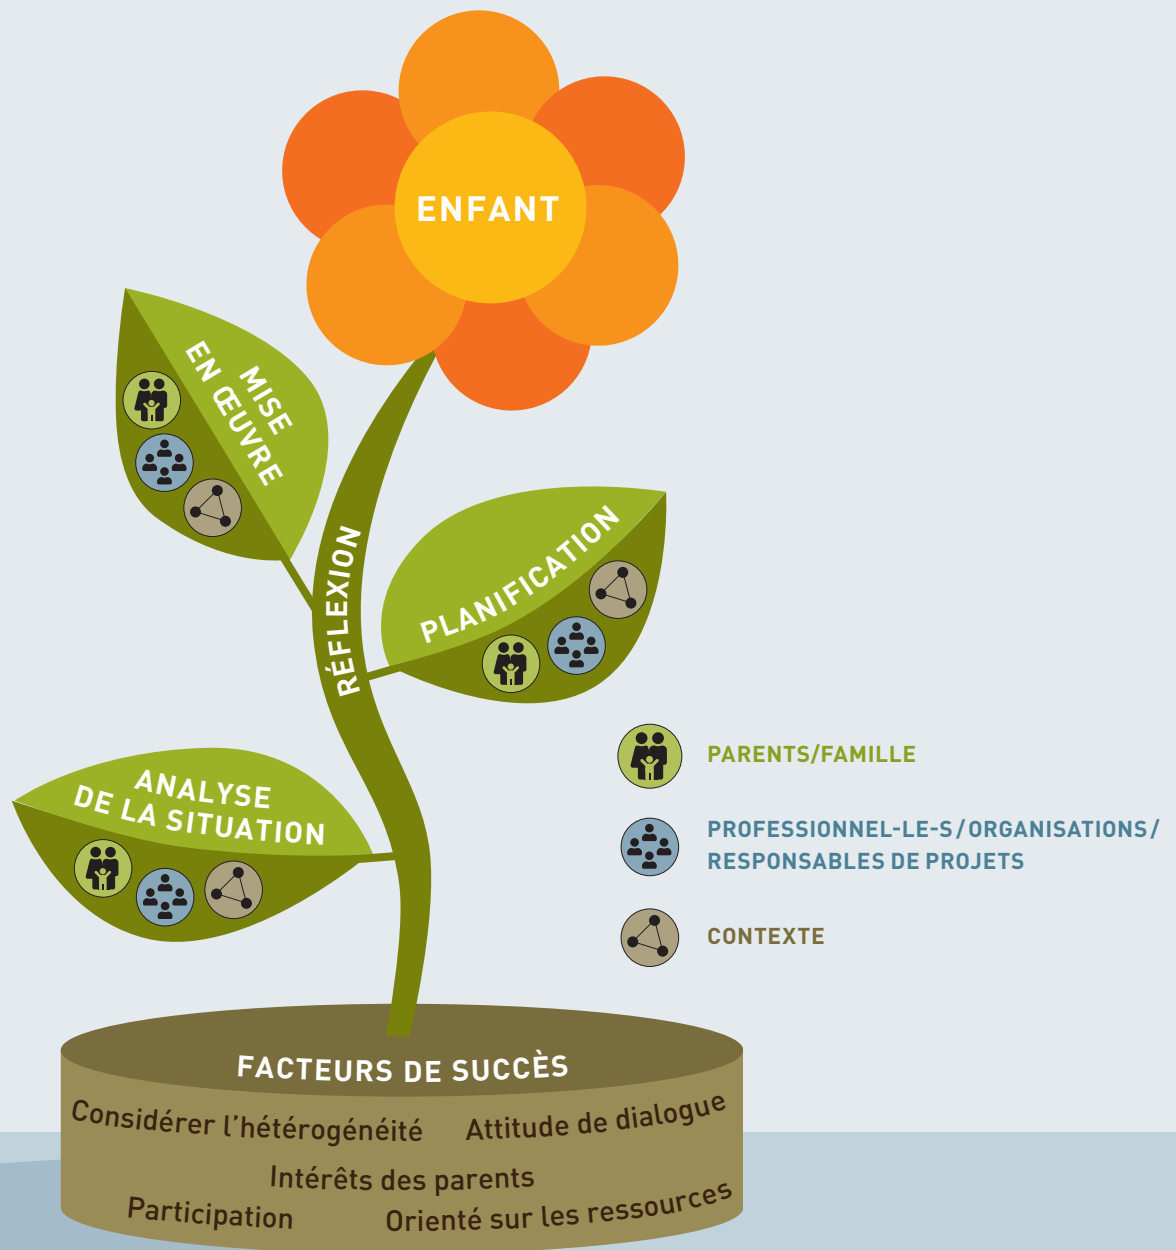 ENFANT
MISE
EN ŒUVRE
RÉFLEXION
PLANIFICATION
ANALYSE
DE LA SITUATION
PARENTS/FAMILLE
PROFESSIONNEL-LE-S/ORGANISATIONS/
RESPONSABLES DE PROJETS
CONTEXTE
FACTEURS DE SUCCÈS
Considérer l’hétérogénéité
Attitude de dialogue
Intérêts des parents
Participation
Orienté sur les ressources